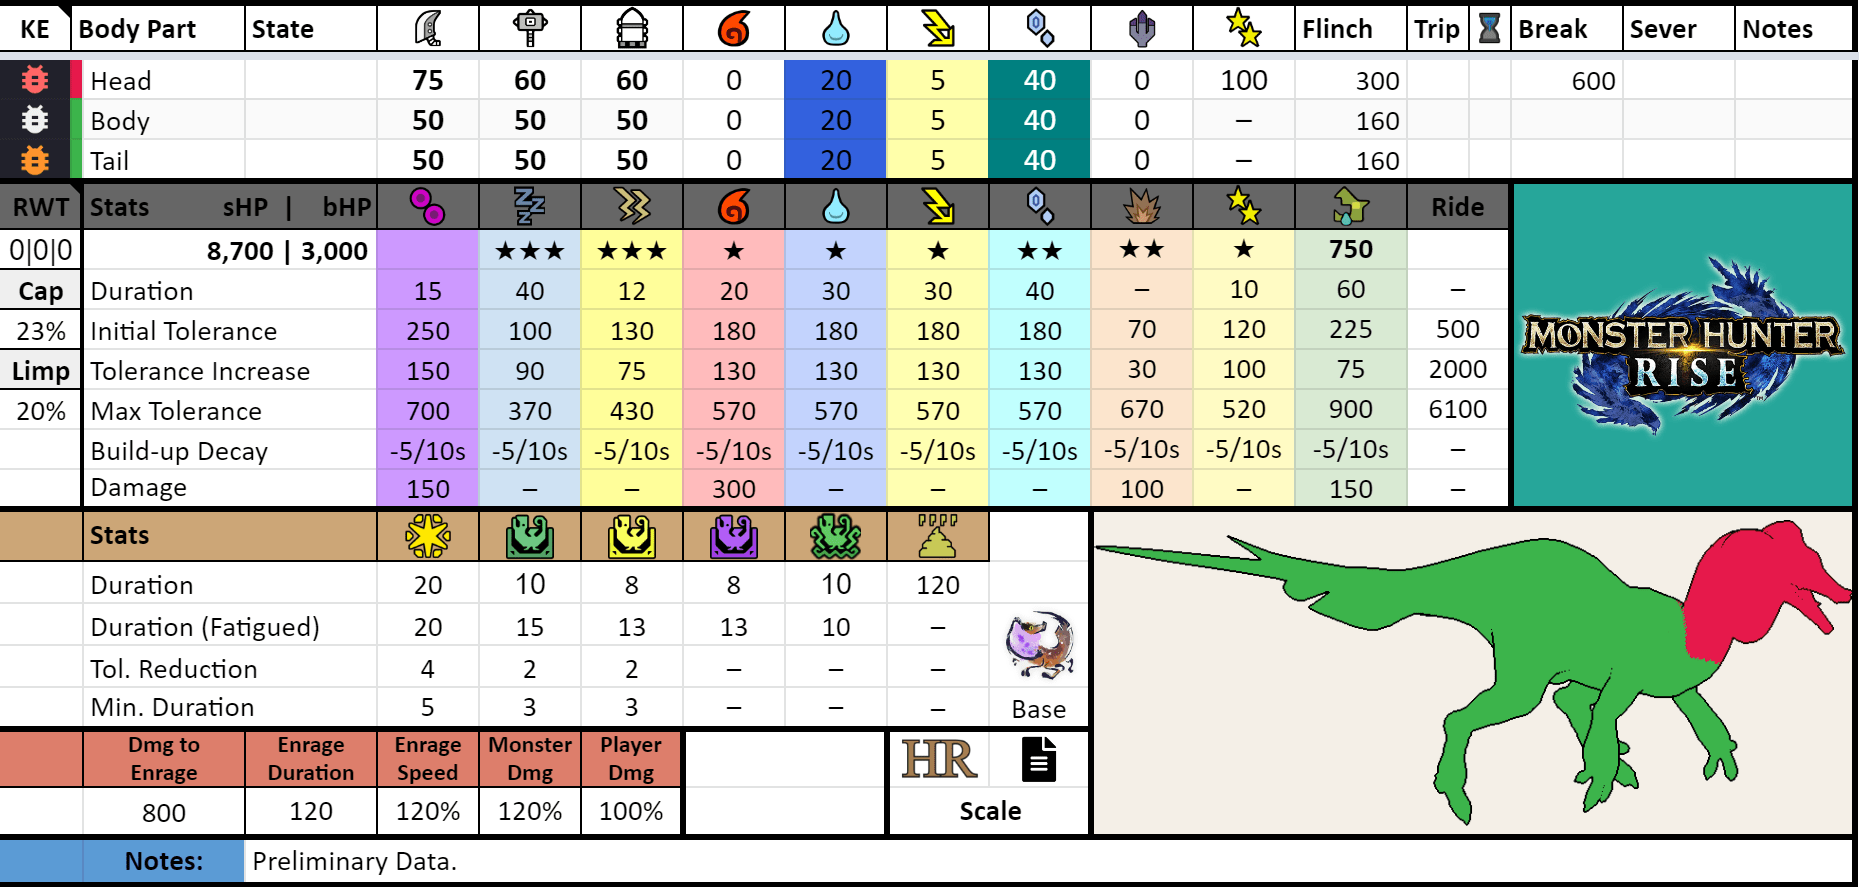 KE Body Part State Flinch Trip Break Sever Notes
Head 75 60 60 0 20 5 40 0 100 300 600
Body 50 50 50 0 20 5 40 0 – 160
Tail 50 50 50 0 20 5 40 0 – 160
RWT Stats sHP | bHP Ride
0|0|0 8,700 | 3,000 ★★★ ★★★ ★ ★ ★ ★★ ★★ ★ 750
Cap Duration 15 40 12 20 30 30 40 – 10 60 –
23% Initial Tolerance 250 100 130 180 180 180 180 70 120 225 500
Limp Tolerance Increase 150 90 75 130 130 130 130 30 100 75 2000
20% Max Tolerance 700 370 430 570 570 570 570 670 520 900 6100
Build-up Decay -5/10s -5/10s -5/10s -5/10s -5/10s -5/10s -5/10s -5/10s -5/10s -5/10s –
Damage 150 – – 300 – – – 100 – 150 –
MONSTER HUNTER
RISE
TM
Stats
Duration 20 10 8 8 10 120
Duration (Fatigued) 20 15 13 13 10 –
Tol. Reduction 4 2 2 – – –
Min. Duration 5 3 3 – – – Base
Dmg to Enrage Enrage Monster Player HR
Enrage Duration Speed Dmg Dmg
800 120 120% 120% 100% Scale
Notes: Preliminary Data.